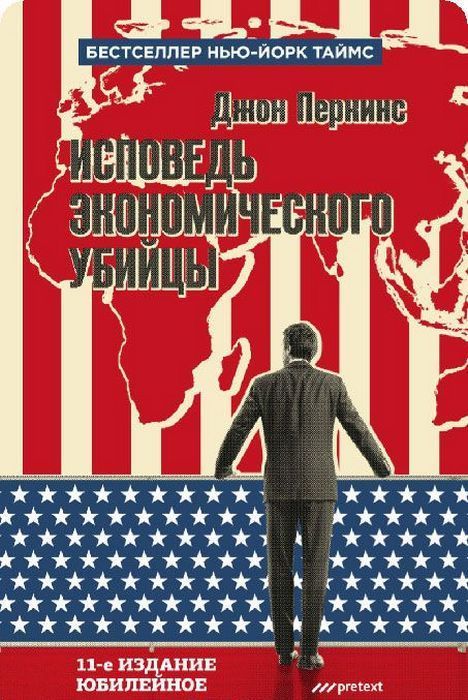 БЕСТСЕЛЛЕР НЬЮ-ЙОРК ТАЙМС
Джон Перкинс
ИСПОВЕДЬ
ЭКОНОМИЧЕСКОГО
УБИЙЦЫ
11-е ИЗДАНИЕ
ЮБИЛЕЙНОЕ
///pretext